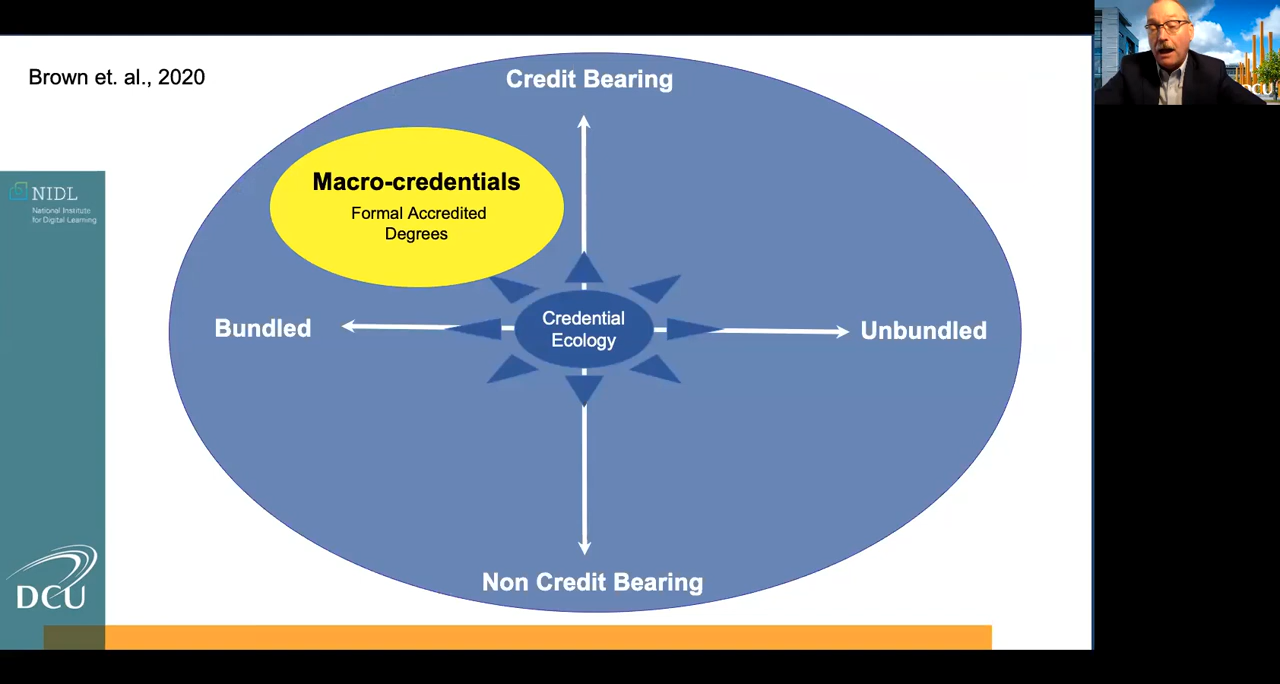 Brown et. al., 2020
Credit Bearing
Macro-credentials
Formal Accredited
Degrees
NIDL
National Institute
for Digital Learning
Credential
Ecology
Bundled
Unbundled
Non Credit Bearing
DCU
DCU